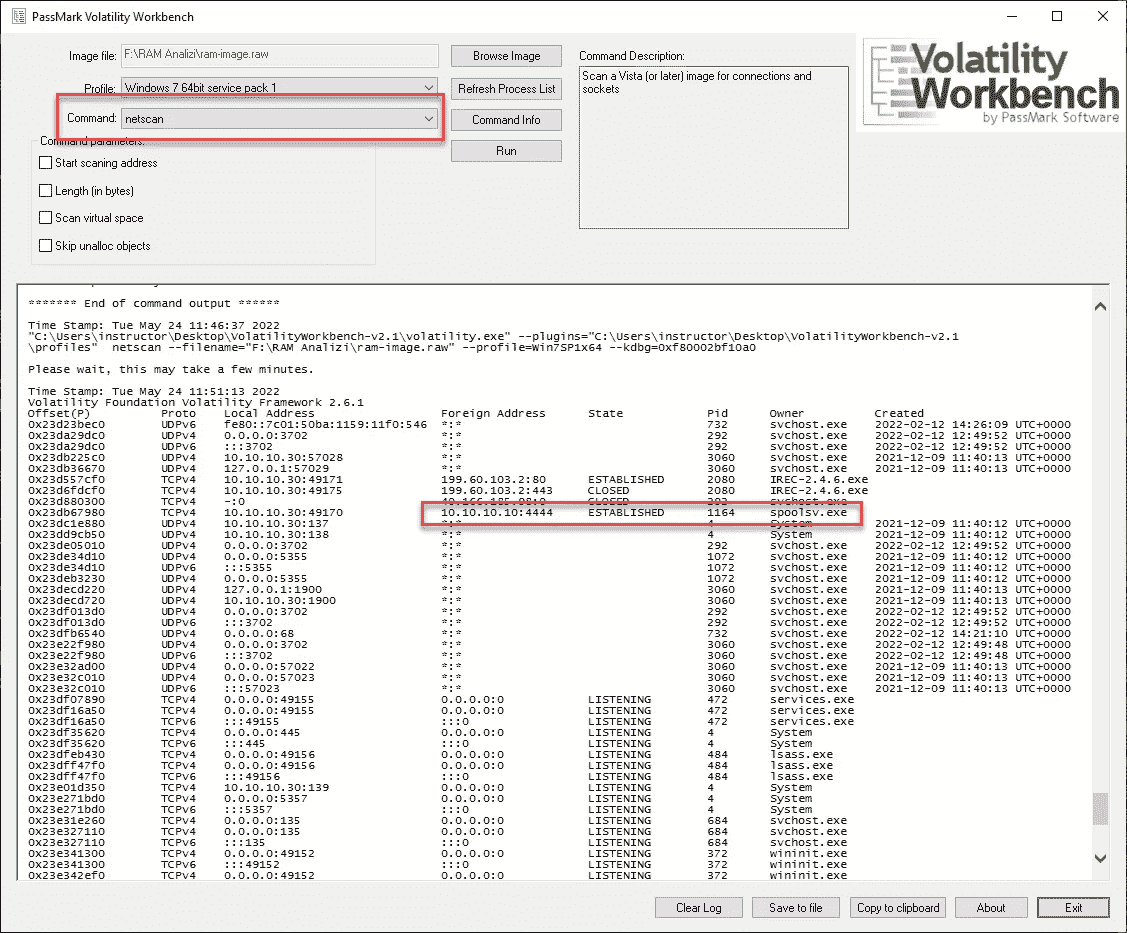 PassMark Volatility Workbench
Image file: F:\RAM Analizi\ram-image.raw Browse Image Command Description:
Profile: Windows 7 64bit service pack 1 Refresh Process List Scan a Vista (or later) image for connections and
sockets
Command: netscan Command Info
Command parameters: Run
Start scaning address
Length (in bytes)
Scan virtual space
Skip unalloc objects
Volatility
Workbench
by PassMark Software
******* End of command output ******
Time Stamp: Tue May 24 11:46:37 2022
"C:\Users\instructor\Desktop\VolatilityWorkbench-v2.1\volatility.exe" --plugins="C:\Users\instructor\Desktop\VolatilityWorkbench-v2.1
\profiles" netscan --filename="F:\RAM Analizi\ram-image.raw" --profile=Win7SP1x64 --kdbg=0xf80002bf10a0
Please wait, this may take a few minutes.
Time Stamp: Tue May 24 11:51:13 2022
Volatility Foundation Volatility Framework 2.6.1
Offset(P) Proto Local Address Foreign Address State Pid Owner Created
0x23d23bec0 UDPv6 fe80::7c01:50ba:1159:11f0:546 *:* 732 svchost.exe 2022-02-12 14:26:09 UTC+0000
0x23da29dc0 UDPv4 0.0.0.0:3702 *:* 292 svchost.exe 2022-02-12 12:49:52 UTC+0000
0x23da29dc0 UDPv6 :::3702 *:* 292 svchost.exe 2022-02-12 12:49:52 UTC+0000
0x23db225c0 UDPv4 10.10.10.30:57028 *:* 3060 svchost.exe 2021-12-09 11:40:13 UTC+0000
0x23db36670 UDPv4 127.0.0.1:57029 *:* 3060 svchost.exe 2021-12-09 11:40:13 UTC+0000
0x23d557cf0 TCPv4 10.10.10.30:49171 199.60.103.2:80 ESTABLISHED 2080 IREC-2.4.6.exe
0x23d6fdcf0 TCPv4 10.10.10.30:49175 199.60.103.2:443 CLOSED 2080 IREC-2.4.6.exe
0x23d880300 TCPv4 -:0 CLOSED 292 svchost.exe
0x23db67980 TCPv4 10.10.10.30:49170 10.10.10.10:4444 ESTABLISHED 1164 spoolsv.exe
0x23dc1e880 UDPv4 10.10.10.30:137 *:* 4 System 2021-12-09 11:40:12 UTC+0000
0x23dd9cb50 UDPv4 10.10.10.30:138 *:* 4 System 2021-12-09 11:40:12 UTC+0000
0x23de05010 UDPv4 0.0.0.0:3702 *:* 292 svchost.exe 2022-02-12 12:49:52 UTC+0000
0x23de34d10 UDPv4 0.0.0.0:5355 *:* 1072 svchost.exe 2021-12-09 11:40:12 UTC+0000
0x23de34d10 UDPv6 :::5355 *:* 1072 svchost.exe 2021-12-09 11:40:12 UTC+0000
0x23deb3230 UDPv4 0.0.0.0:5355 *:* 1072 svchost.exe 2021-12-09 11:40:12 UTC+0000
0x23decd220 UDPv4 127.0.0.1:1900 *:* 3060 svchost.exe 2021-12-09 11:40:13 UTC+0000
0x23decd720 UDPv4 10.10.10.30:1900 *:* 3060 svchost.exe 2021-12-09 11:40:13 UTC+0000
0x23df013d0 UDPv4 0.0.0.0:3702 *:* 292 svchost.exe 2022-02-12 12:49:52 UTC+0000
0x23df013d0 UDPv6 :::3702 *:* 292 svchost.exe 2022-02-12 12:49:52 UTC+0000
0x23dfb6540 UDPv4 0.0.0.0:68 *:* 732 svchost.exe 2022-02-12 14:21:10 UTC+0000
0x23e22f980 UDPv4 0.0.0.0:3702 *:* 3060 svchost.exe 2022-02-12 12:49:48 UTC+0000
0x23e22f980 UDPv6 :::3702 *:* 3060 svchost.exe 2022-02-12 12:49:48 UTC+0000
0x23e32ad00 UDPv4 0.0.0.0:57022 *:* 3060 svchost.exe 2021-12-09 11:40:13 UTC+0000
0x23e32c010 UDPv4 0.0.0.0:57023 *:* 3060 svchost.exe 2021-12-09 11:40:13 UTC+0000
0x23e32c010 UDPv6 :::57023 *:* 3060 svchost.exe 2021-12-09 11:40:13 UTC+0000
0x23df07890 TCPv4 0.0.0.0:49155 0.0.0.0:0 LISTENING 472 services.exe
0x23df16a50 TCPv4 0.0.0.0:49155 0.0.0.0:0 LISTENING 472 services.exe
0x23df16a50 TCPv6 :::49155 :::0 LISTENING 472 services.exe
0x23df35620 TCPv4 0.0.0.0:445 0.0.0.0:0 LISTENING 4 System
0x23df35620 TCPv6 :::445 :::0 LISTENING 4 System
0x23dfeb430 TCPv4 0.0.0.0:49156 0.0.0.0:0 LISTENING 484 lsass.exe
0x23dff47f0 TCPv4 0.0.0.0:49156 0.0.0.0:0 LISTENING 484 lsass.exe
0x23dff47f0 TCPv6 :::49156 :::0 LISTENING 484 lsass.exe
0x23e01d350 TCPv4 10.10.10.30:139 0.0.0.0:0 LISTENING 4 System
0x23e271bd0 TCPv4 0.0.0.0:5357 0.0.0.0:0 LISTENING 4 System
0x23e271bd0 TCPv6 :::5357 :::0 LISTENING 4 System
0x23e31e260 TCPv4 0.0.0.0:135 0.0.0.0:0 LISTENING 684 svchost.exe
0x23e327110 TCPv4 0.0.0.0:135 0.0.0.0:0 LISTENING 684 svchost.exe
0x23e327110 TCPv6 :::135 :::0 LISTENING 684 svchost.exe
0x23e341300 TCPv4 0.0.0.0:49152 0.0.0.0:0 LISTENING 372 wininit.exe
0x23e341300 TCPv6 :::49152 :::0 LISTENING 372 wininit.exe
0x23e342ef0 TCPv4 0.0.0.0:49152 0.0.0.0:0 LISTENING 372 wininit.exe
Clear Log Save to file Copy to clipboard About Exit